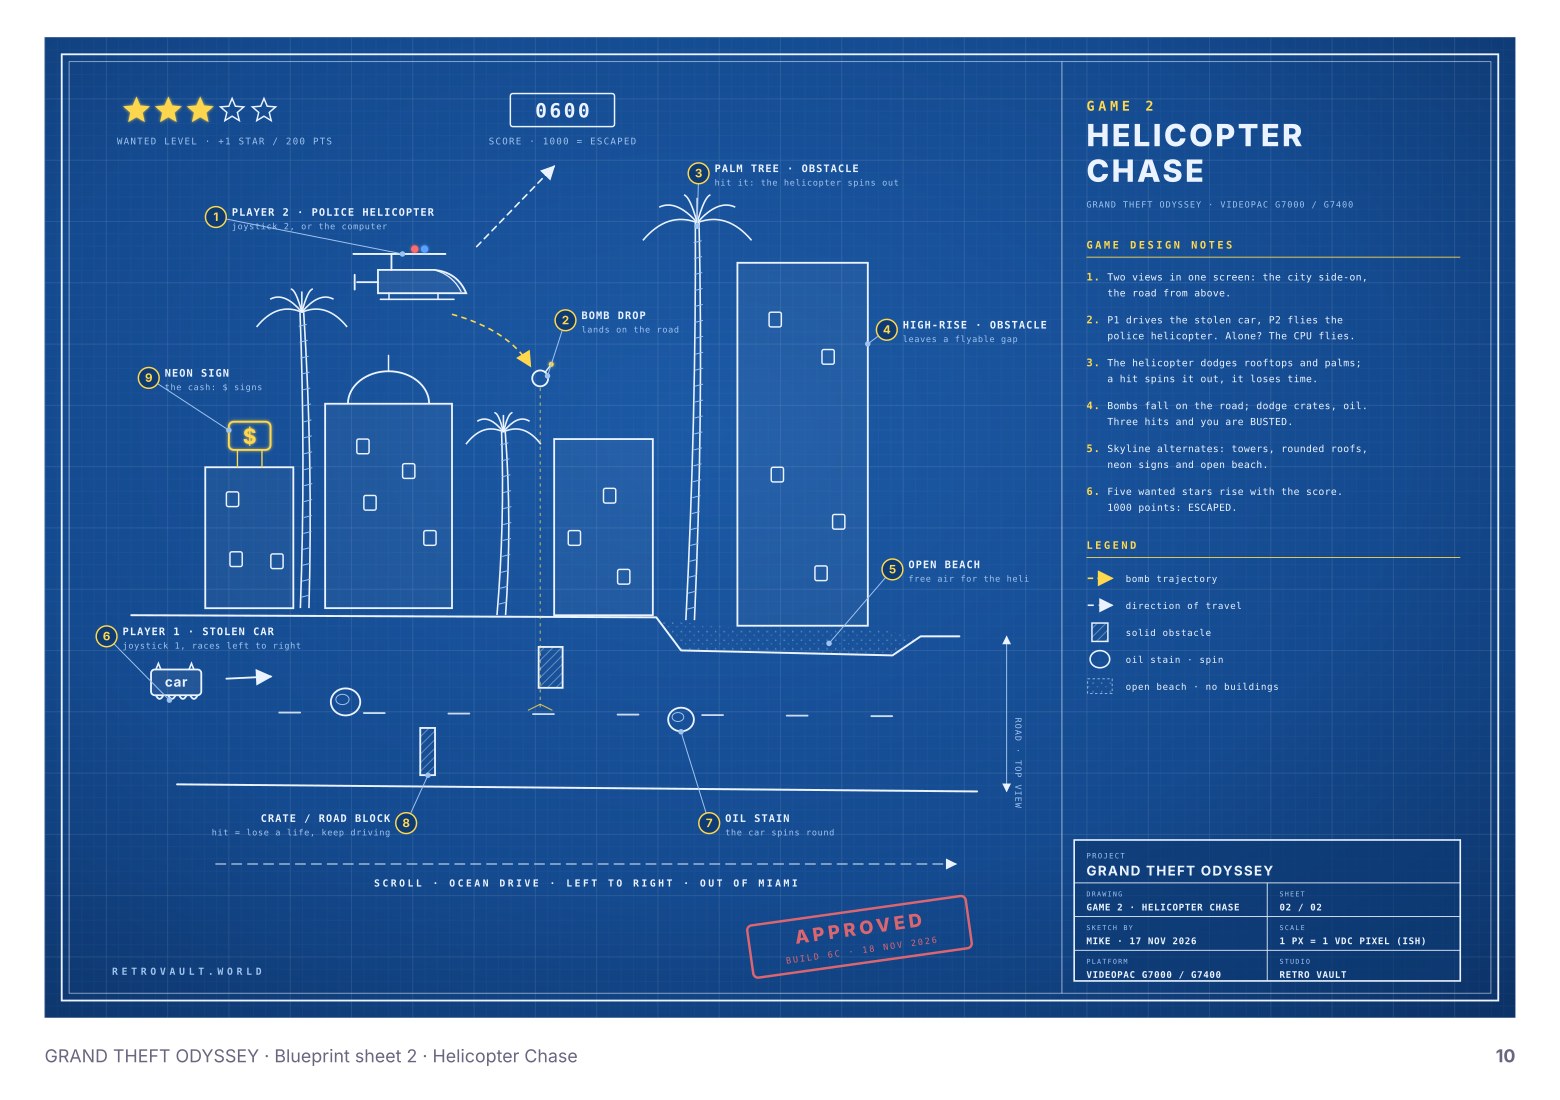 WANTED LEVEL · +1 STAR / 200 PTS
0600
SCORE · 1000 = ESCAPED
1 PLAYER 2 · POLICE HELICOPTER
joystick 2, or the computer
2 BOMB DROP
lands on the road
3 PALM TREE · OBSTACLE
hit it: the helicopter spins out
4 HIGH-RISE · OBSTACLE
leaves a flyable gap
9 NEON SIGN
the cash: $ signs
$
5 OPEN BEACH
free air for the heli
6 PLAYER 1 · STOLEN CAR
joystick 1, races left to right
car
ROAD · TOP VIEW
CRATE / ROAD BLOCK 8
hit = lose a life, keep driving
7 OIL STAIN
the car spins round
SCROLL · OCEAN DRIVE · LEFT TO RIGHT · OUT OF MIAMI
APPROVED
BUILD 6C · 18 NOV 2026
RETROVAULT.WORLD
GAME 2
HELICOPTER
CHASE
GRAND THEFT ODYSSEY · VIDEOPAC G7000 / G7400
GAME DESIGN NOTES
1. Two views in one screen: the city side-on,
the road from above.
2. P1 drives the stolen car, P2 flies the
police helicopter. Alone? The CPU flies.
3. The helicopter dodges rooftops and palms;
a hit spins it out, it loses time.
4. Bombs fall on the road; dodge crates, oil.
Three hits and you are BUSTED.
5. Skyline alternates: towers, rounded roofs,
neon signs and open beach.
6. Five wanted stars rise with the score.
1000 points: ESCAPED.
LEGEND
bomb trajectory
direction of travel
solid obstacle
oil stain · spin
open beach · no buildings
PROJECT
GRAND THEFT ODYSSEY
DRAWING
GAME 2 · HELICOPTER CHASE
SHEET
02 / 02
SKETCH BY
MIKE · 17 NOV 2026
SCALE
1 PX = 1 VDC PIXEL (ISH)
PLATFORM
VIDEOPAC G7000 / G7400
STUDIO
RETRO VAULT
GRAND THEFT ODYSSEY · Blueprint sheet 2 · Helicopter Chase
10